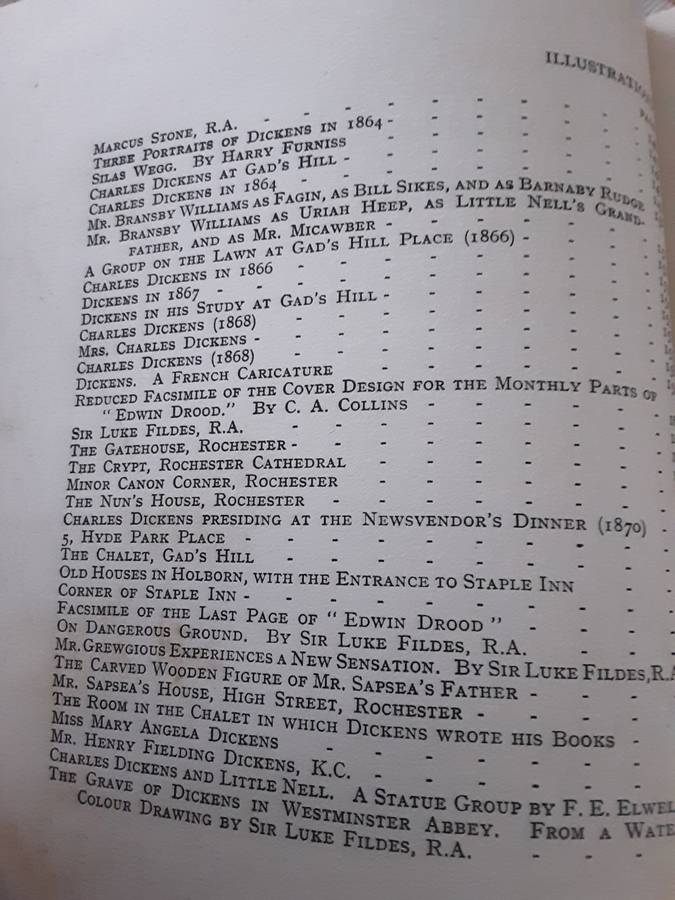 ILLUSTRATION
MARCUS STONE, R.A. - - - - - - - -
THREE PORTRAITS OF DICKENS IN 1864 - - - - - -
SILAS WEGG. BY HARRY FURNISS - - - - - -
CHARLES DICKENS AT GAD'S HILL - - - - - - -
CHARLES DICKENS IN 1864 - - - - - - -
MR. BRANSBY WILLIAMS AS FAGIN, AS BILL SIKES, AND AS BARNABY RUDGE
MR. BRANSBY WILLIAMS AS URIAH HEEP, AS LITTLE NELL'S GRAND-
FATHER, AND AS MR. MICAWBER - - - - - -
A GROUP ON THE LAWN AT GAD'S HILL PLACE (1866) - - - -
CHARLES DICKENS IN 1866 - - - - - - -
DICKENS IN 1867 - - - - - - - -
DICKENS IN HIS STUDY AT GAD'S HILL - - - - - -
CHARLES DICKENS (1868) - - - - - - -
MRS. CHARLES DICKENS - - - - - - -
CHARLES DICKENS (1868) - - - - - - -
DICKENS. A FRENCH CARICATURE - - - - - -
REDUCED FACSIMILE OF THE COVER DESIGN FOR THE MONTHLY PARTS OF
"EDWIN DROOD." BY C. A. COLLINS - - - - -
SIR LUKE FILDES, R.A. - - - - - - -
THE GATEHOUSE, ROCHESTER - - - - - - -
THE CRYPT, ROCHESTER CATHEDRAL - - - - - -
MINOR CANON CORNER, ROCHESTER - - - - - -
THE NUN'S HOUSE, ROCHESTER - - - - - - -
CHARLES DICKENS PRESIDING AT THE NEWSVENDOR'S DINNER (1870) -
5, HYDE PARK PLACE - - - - - - - -
THE CHALET, GAD'S HILL - - - - - - -
OLD HOUSES IN HOLBORN, WITH THE ENTRANCE TO STAPLE INN - -
CORNER OF STAPLE INN - - - - - - - -
FACSIMILE OF THE LAST PAGE OF "EDWIN DROOD" - - - -
ON DANGEROUS GROUND. BY SIR LUKE FILDES, R.A. - - -
MR. GREWGIOUS EXPERIENCES A NEW SENSATION. BY SIR LUKE FILDES, R.A
THE CARVED WOODEN FIGURE OF MR. SAPSEA'S FATHER - - - -
MR. SAPSEA'S HOUSE, HIGH STREET, ROCHESTER - - - - -
THE ROOM IN THE CHALET IN WHICH DICKENS WROTE HIS BOOKS -
MISS MARY ANGELA DICKENS - - - - - - -
MR. HENRY FIELDING DICKENS, K.C. - - - - - -
CHARLES DICKENS AND LITTLE NELL. A STATUE GROUP BY F. E. ELWEL
THE GRAVE OF DICKENS IN WESTMINSTER ABBEY. FROM A WATE
COLOUR DRAWING BY SIR LUKE FILDES, R.A. - - -